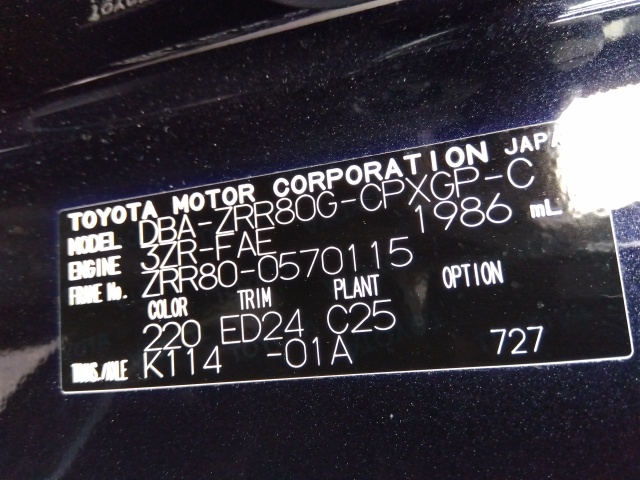 TOYOTA MOTOR CORPORATION JAPAN
MODEL DBA-ZRR80G-CPXGP-C
ENGINE 3ZR-FAE 1986 mL
FRAME No. ZRR80-0570115
COLOR TRIM PLANT OPTION
220 ED24 C25
TRANS./AXLE K114 -01A 727